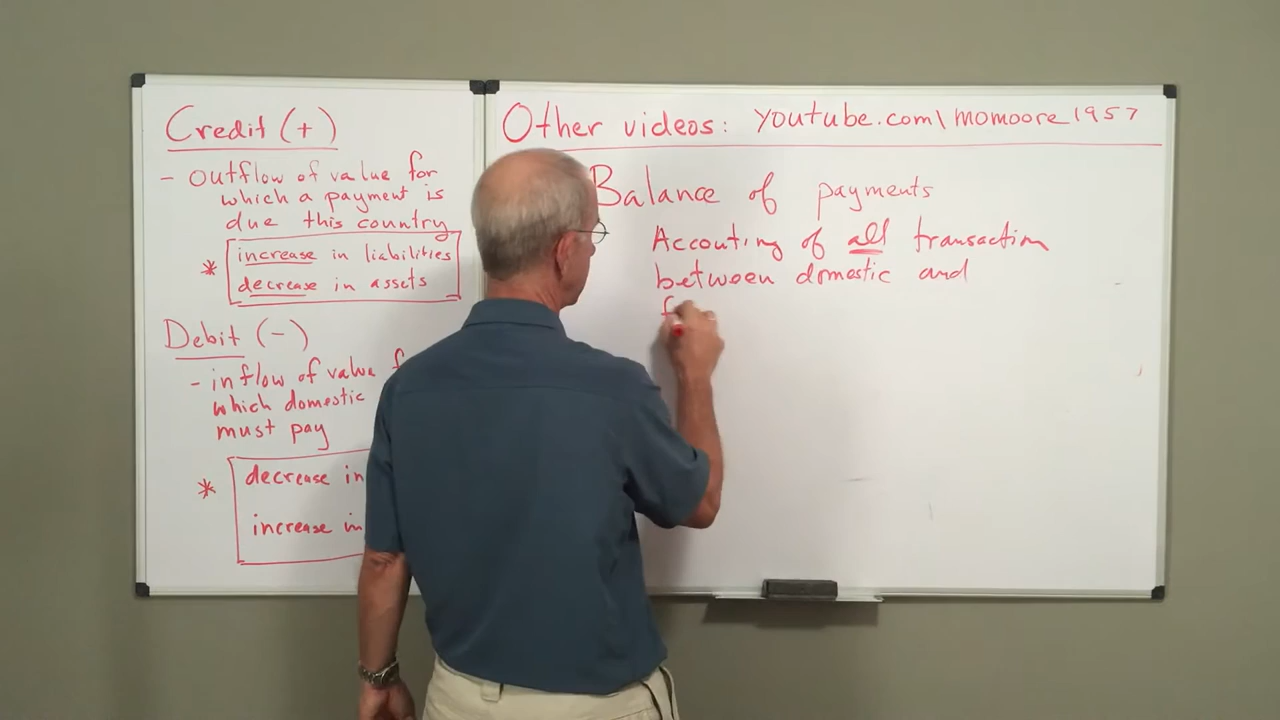 Credit (+)
- outflow of value for
which a payment is
due this country
* increase in liabilities
decrease in assets
Debit (-)
- inflow of value
which domestic
must pay
* decrease in
increase in
Other videos: youtube.com\momoore1957
Balance of payments
Accouting of all transaction
between domestic and